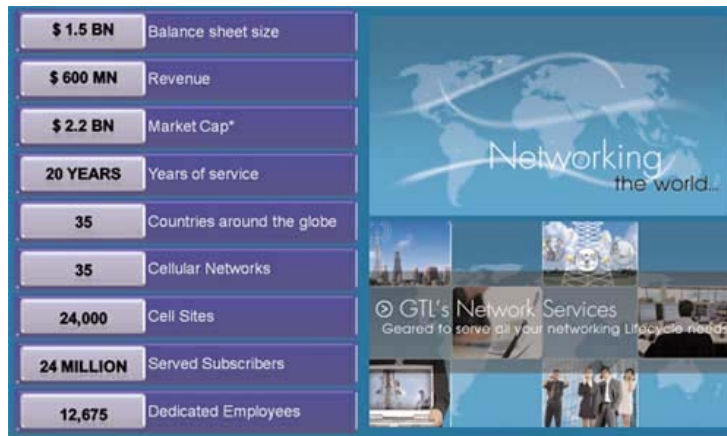 $ 1.5 BN Balance sheet size
$ 600 MN Revenue
$ 2.2 BN Market Cap*
20 YEARS Years of service
35 Countries around the globe
35 Cellular Networks
24,000 Cell Sites
24 MILLION Served Subscribers
12,675 Dedicated Employees
Networking
the world...
GTL's Network Services
Geared to serve all your networking Lifecycle needs